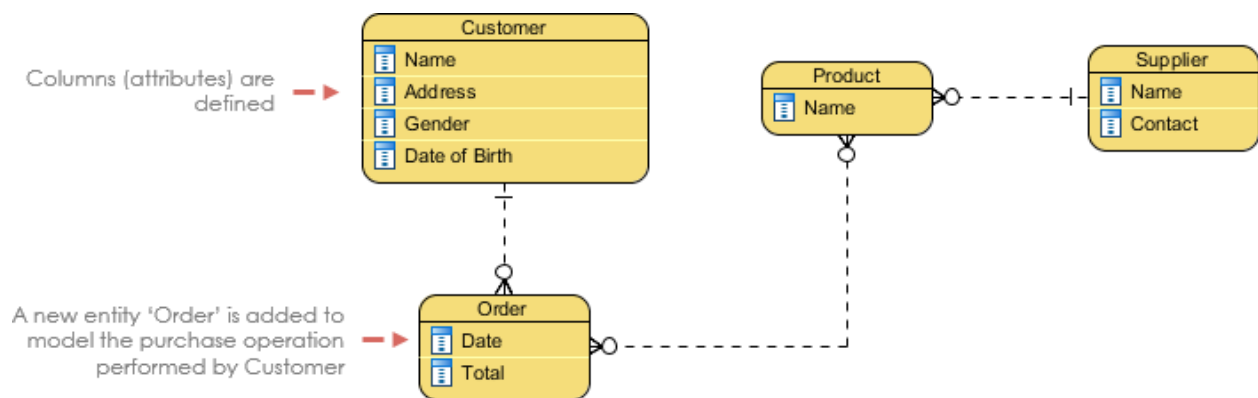 Customer
Name
Address
Gender
Date of Birth
Columns (attributes) are
defined
Product
Name
Supplier
Name
Contact
A new entity ‘Order’ is added to
model the purchase operation
performed by Customer
Order
Date
Total